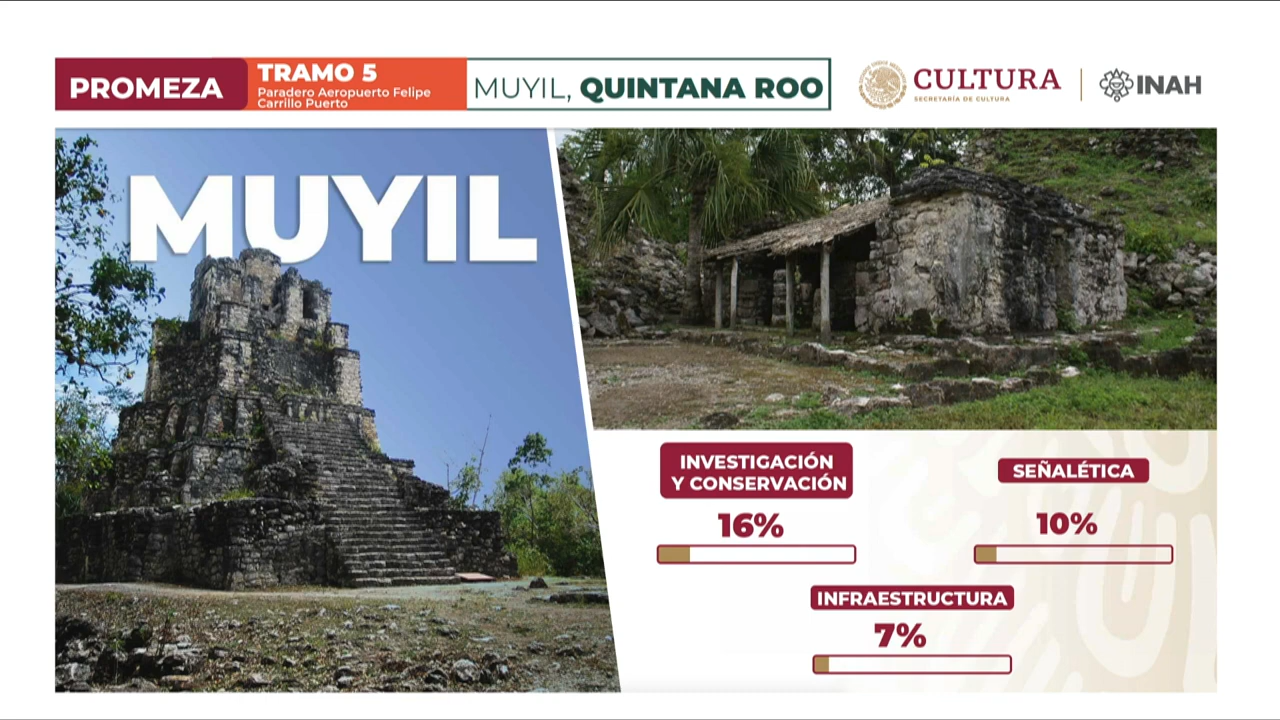 PROMEZA
TRAMO 5
Paradero Aeropuerto Felipe
Carrillo Puerto
MUYIL, QUINTANA ROO
CULTURA
SECRETARÍA DE CULTURA
INAH
MUYIL
INVESTIGACIÓN
Y CONSERVACIÓN
16%
SEÑALÉTICA
10%
INFRAESTRUCTURA
7%